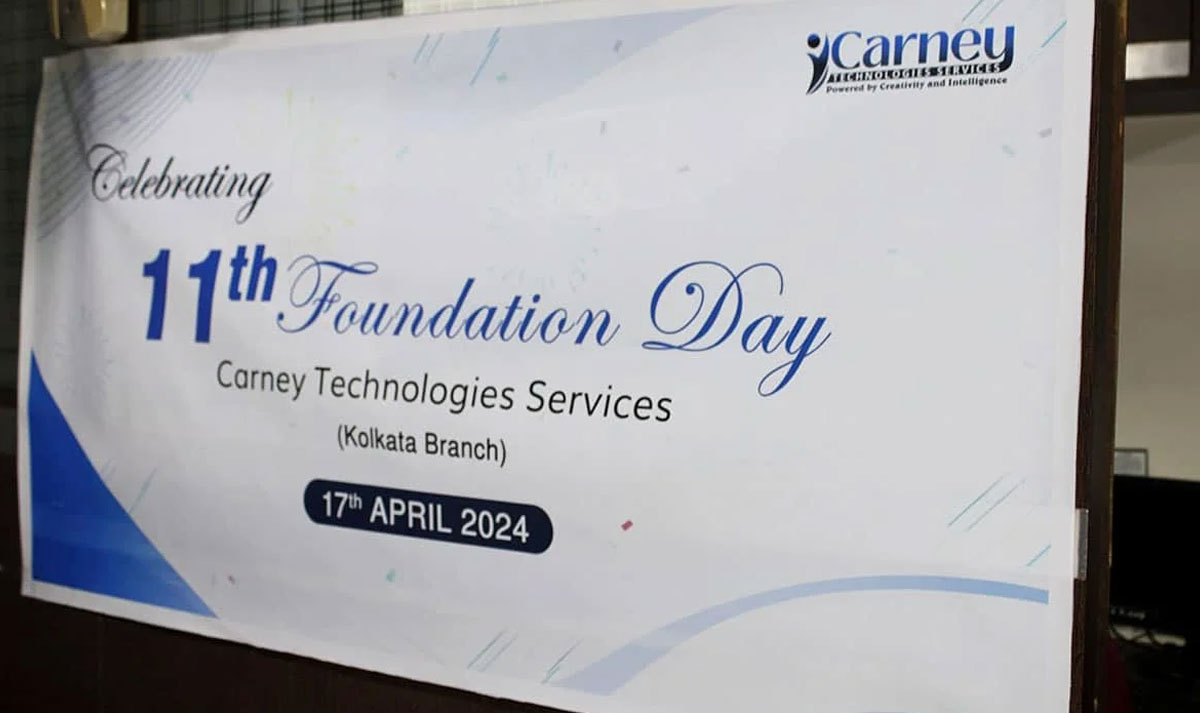 Carney
TECHNOLOGIES SERVICES
Powered by Creativity and Intelligence
Celebrating
11th Foundation Day
Carney Technologies Services
(Kolkata Branch)
17th APRIL 2024